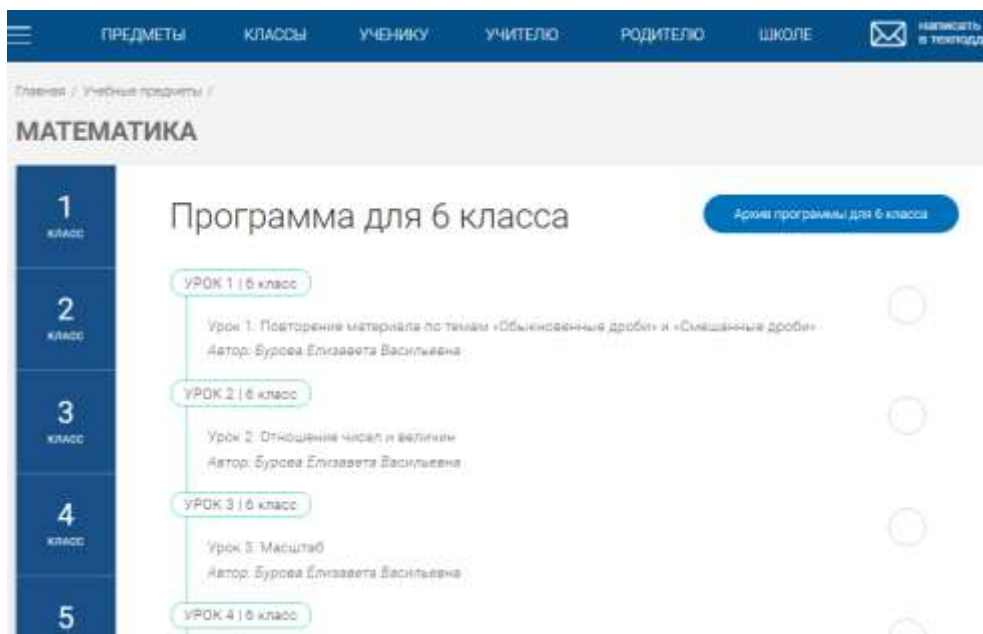 ПРЕДМЕТЫ КЛАССЫ УЧЕНИКУ УЧИТЕЛЮ РОДИТЕЛЮ ШКОЛЕ написать
в техподд
Главная / Учебные предметы /
МАТЕМАТИКА
1
КЛАСС
2
КЛАСС
3
КЛАСС
4
КЛАСС
5
Программа для 6 класса
Архив программы для 6 класса
УРОК 1 | 6 класс
Урок 1. Повторение материала по темам «Обыкновенные дроби» и «Смешанные дроби»
Автор: Бурова Елизавета Васильевна
УРОК 2 | 6 класс
Урок 2. Отношение чисел и величин
Автор: Бурова Елизавета Васильевна
УРОК 3 | 6 класс
Урок 3. Масштаб
Автор: Бурова Елизавета Васильевна
УРОК 4 | 6 класс